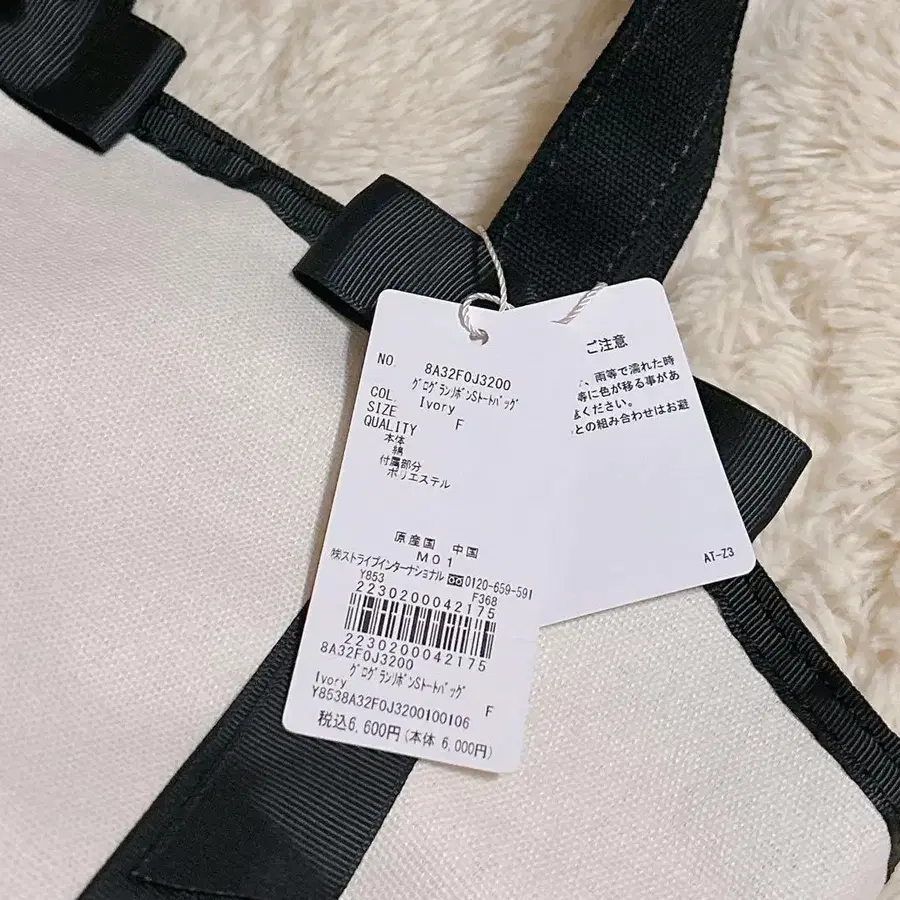 NO. 8A32F0J3200
ｸﾞﾛｸﾞﾗﾝﾘﾎﾞﾝSﾄｰﾄﾊﾞｯｸﾞ
COL. Ivory
SIZE F
QUALITY
本体
綿
付属部分
ポリエステル
原産国 中国
M01
㈱ストライプインターナショナル 0120-659-591
Y853 F368
2230200042175
2230200042175
8A32F0J3200
ｸﾞﾛｸﾞﾗﾝﾘﾎﾞﾝSﾄｰﾄﾊﾞｯｸﾞ
Ivory F
Y8538A32F0J3200100106
税込6,600円(本体 6,000円)
ご注意
、雨等で濡れた時
等に色が移る事があ
ください。
との組み合わせはお避
AT-Z3